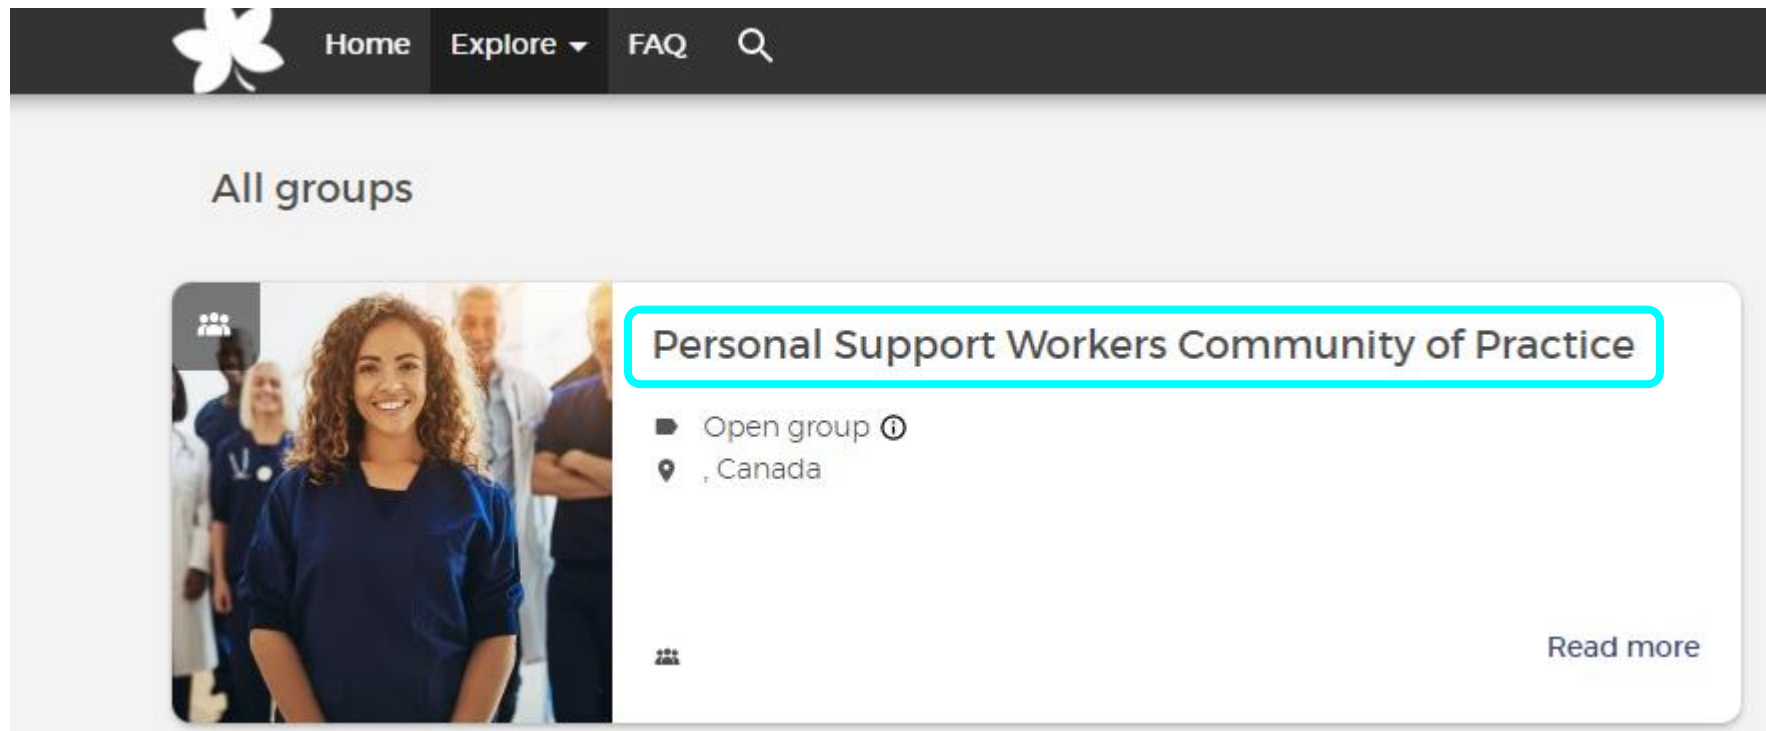 Home Explore FAQ
All groups
Personal Support Workers Community of Practice
Open group
, Canada
Read more